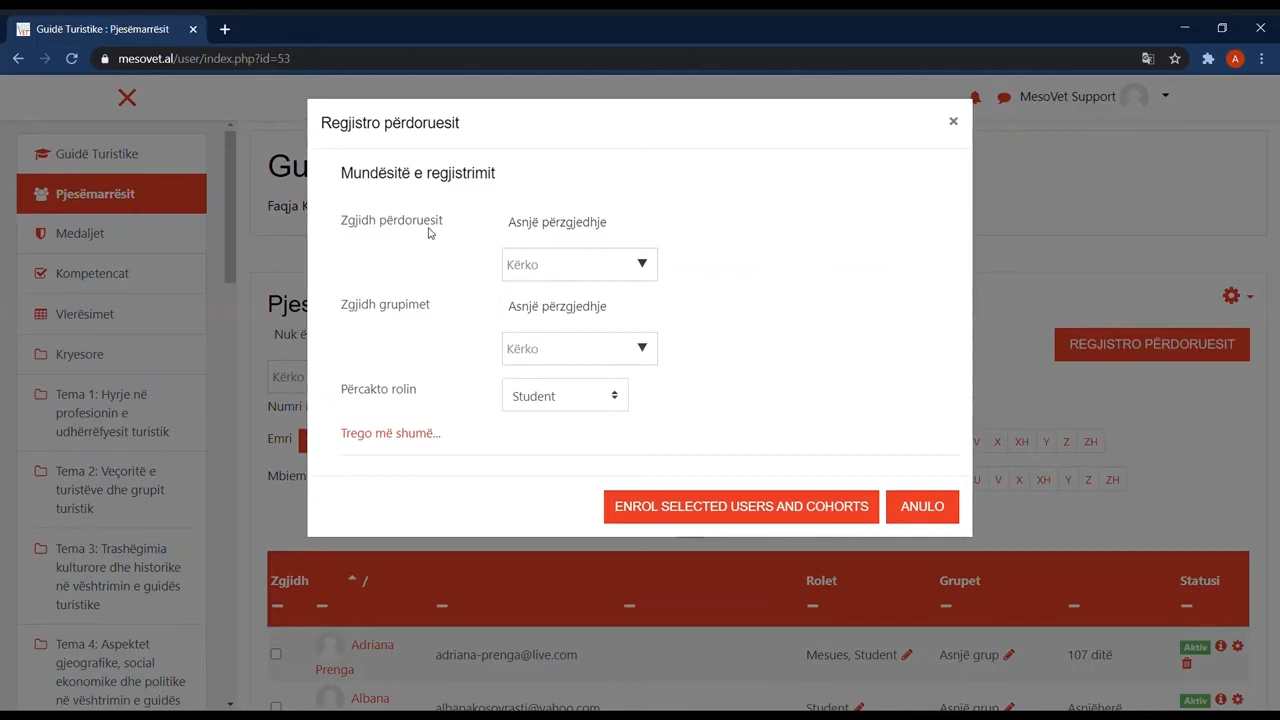 Guidë Turistike : Pjesëmarrësit
mesovet.al/user/index.php?id=53
A
MesoVet Support
Guidë Turistike
Pjesëmarrësit
Medaljet
Kompetencat
Vlerësimet
Kryesore
Tema 1: Hyrje në
profesionin e
udhërrëfyesit turistik
Tema 2: Veçoritë e
turistëve dhe grupit
turistik
Tema 3: Trashëgimia
kulturore dhe historike
në vështrimin e guidës
turistike
Tema 4: Aspektet
gjeografike, social
ekonomike dhe politike
në vështrimin e guidës
Gu
Faqja K
Regjistro përdoruesit
×
Mundësitë e regjistrimit
Zgjidh përdoruesit
Asnjë përzgjedhje
Kërko
Zgjidh grupimet
Asnjë përzgjedhje
Kërko
Përcakto rolin
Student
Trego më shumë...
ENROL SELECTED USERS AND COHORTS
ANULO
Pjes
Nuk ë
REGJISTRO PËRDORUESIT
Kërko
Numri
Emri
V X XH Y Z ZH
Mbiem
U V X XH Y Z ZH
Zgjidh / Rolet Grupet Statusi
Adriana
Prenga
adriana-prenga@live.com
Mesues, Student
Asnjë grup
107 ditë
Aktiv
Albana
albanakosovrasti@yahoo.com
Student
Asnjë grup
Asnjëherë
Aktiv